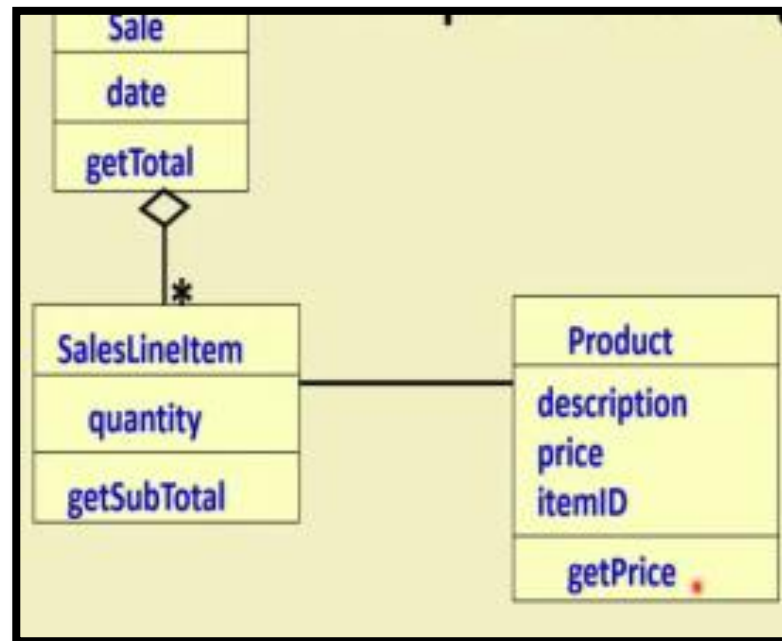 Sale
date
getTotal
*
SalesLineItem
quantity
getSubTotal
Product
description
price
itemID
getPrice